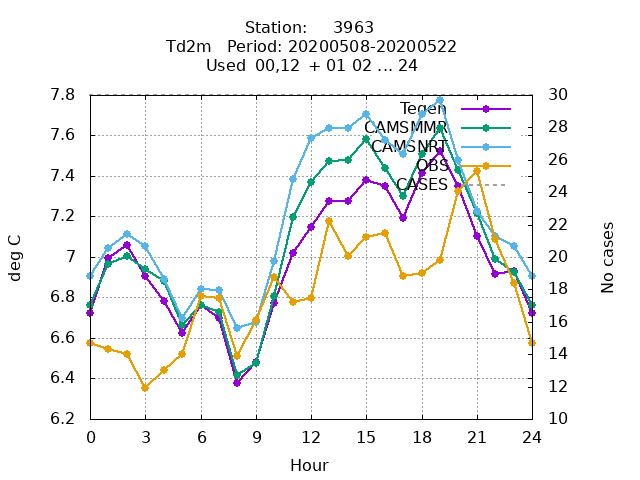 Station: 3963
Td2m Period: 20200508-20200522
Used 00,12 + 01 02 ... 24
7.8
7.6
7.4
7.2
7
6.8
6.6
6.4
6.2
30
28
26
24
22
20
18
16
14
12
10
Tegen
CAMSMMR
CAMSNRT
OBS
CASES
deg C
No cases
0 3 6 9 12 15 18 21 24
Hour